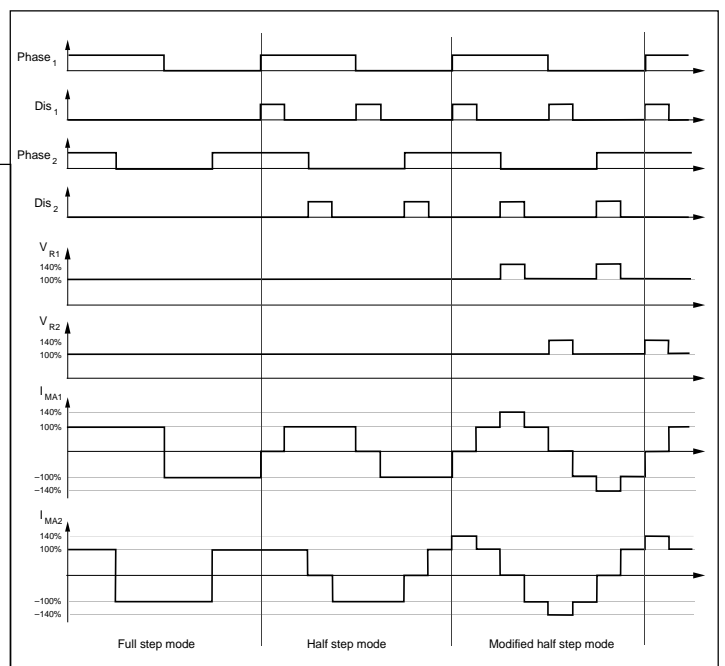 Phase 1
Dis 1
Phase 2
Dis 2
V R1
140%
100%
V R2
140%
100%
I MA1
140%
100%
–100%
–140%
I MA2
140%
100%
–100%
–140%
Full step mode Half step mode Modified half step mode